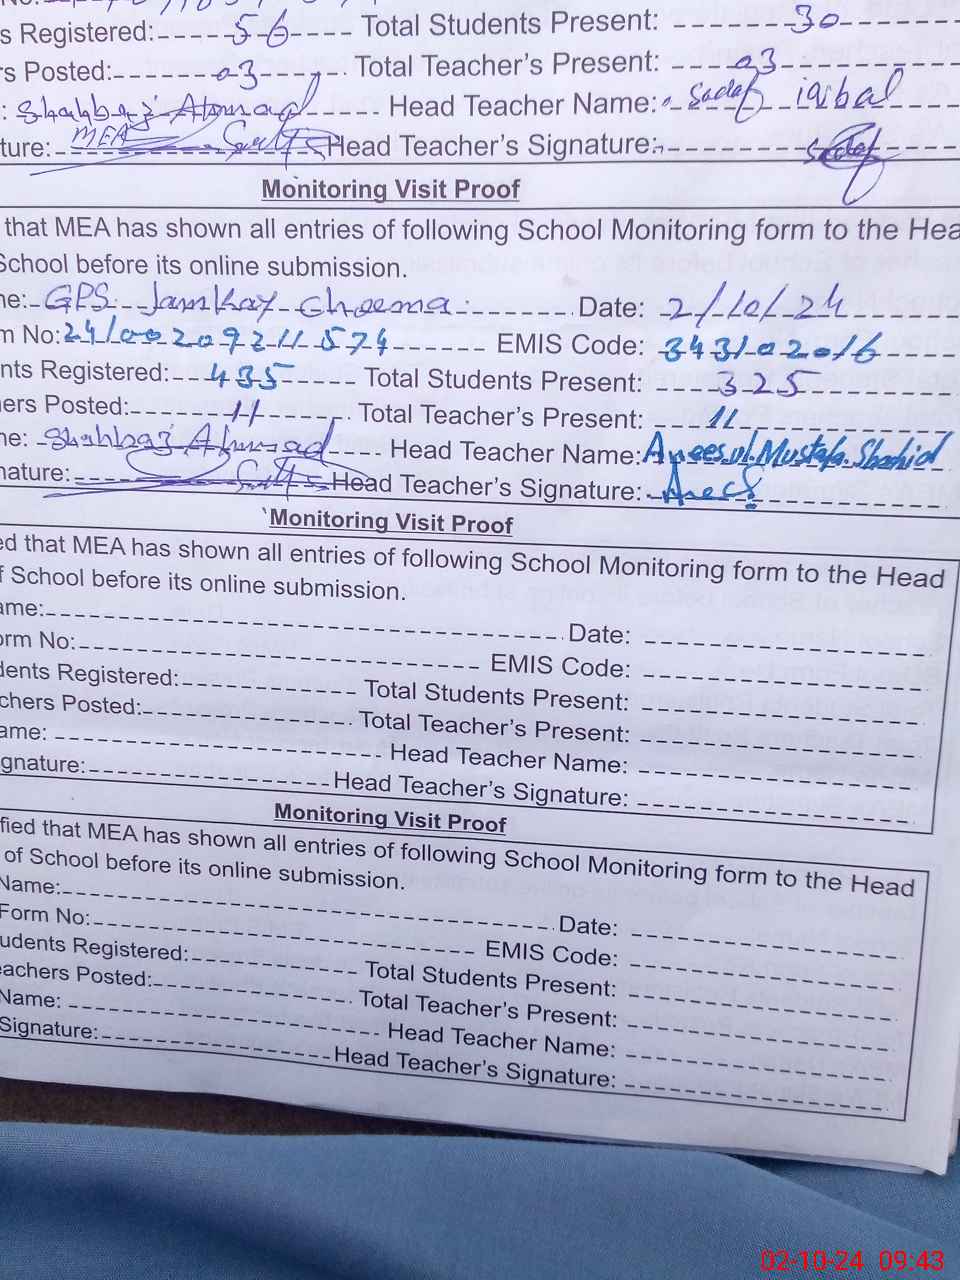 s Registered: 56 Total Students Present: 30
rs Posted: 03 Total Teacher's Present: 03
: Shahbaz Ahmad Head Teacher Name: Sadaf iqbal
ture: MEA Head Teacher's Signature: Sadaf
Monitoring Visit Proof
that MEA has shown all entries of following School Monitoring form to the Hea
School before its online submission.
me: GPS Jamkay Cheema Date: 2/10/24
m No: 24/00209211574 EMIS Code: 343102016
nts Registered: 435 Total Students Present: 325
ers Posted: 11 Total Teacher's Present: 11
me: Shahbaz Ahmad Head Teacher Name: Anees.ul.Mustafa.Shahid
nature: Head Teacher's Signature: Anees
Monitoring Visit Proof
ed that MEA has shown all entries of following School Monitoring form to the Head
f School before its online submission.
ame: Date:
orm No: EMIS Code:
dents Registered: Total Students Present:
chers Posted: Total Teacher's Present:
ame: Head Teacher Name:
gnature: Head Teacher's Signature:
Monitoring Visit Proof
fied that MEA has shown all entries of following School Monitoring form to the Head
of School before its online submission.
Name: Date:
Form No: EMIS Code:
udents Registered: Total Students Present:
eachers Posted: Total Teacher's Present:
Name: Head Teacher Name:
Signature: Head Teacher's Signature:
02-10-24 09:43